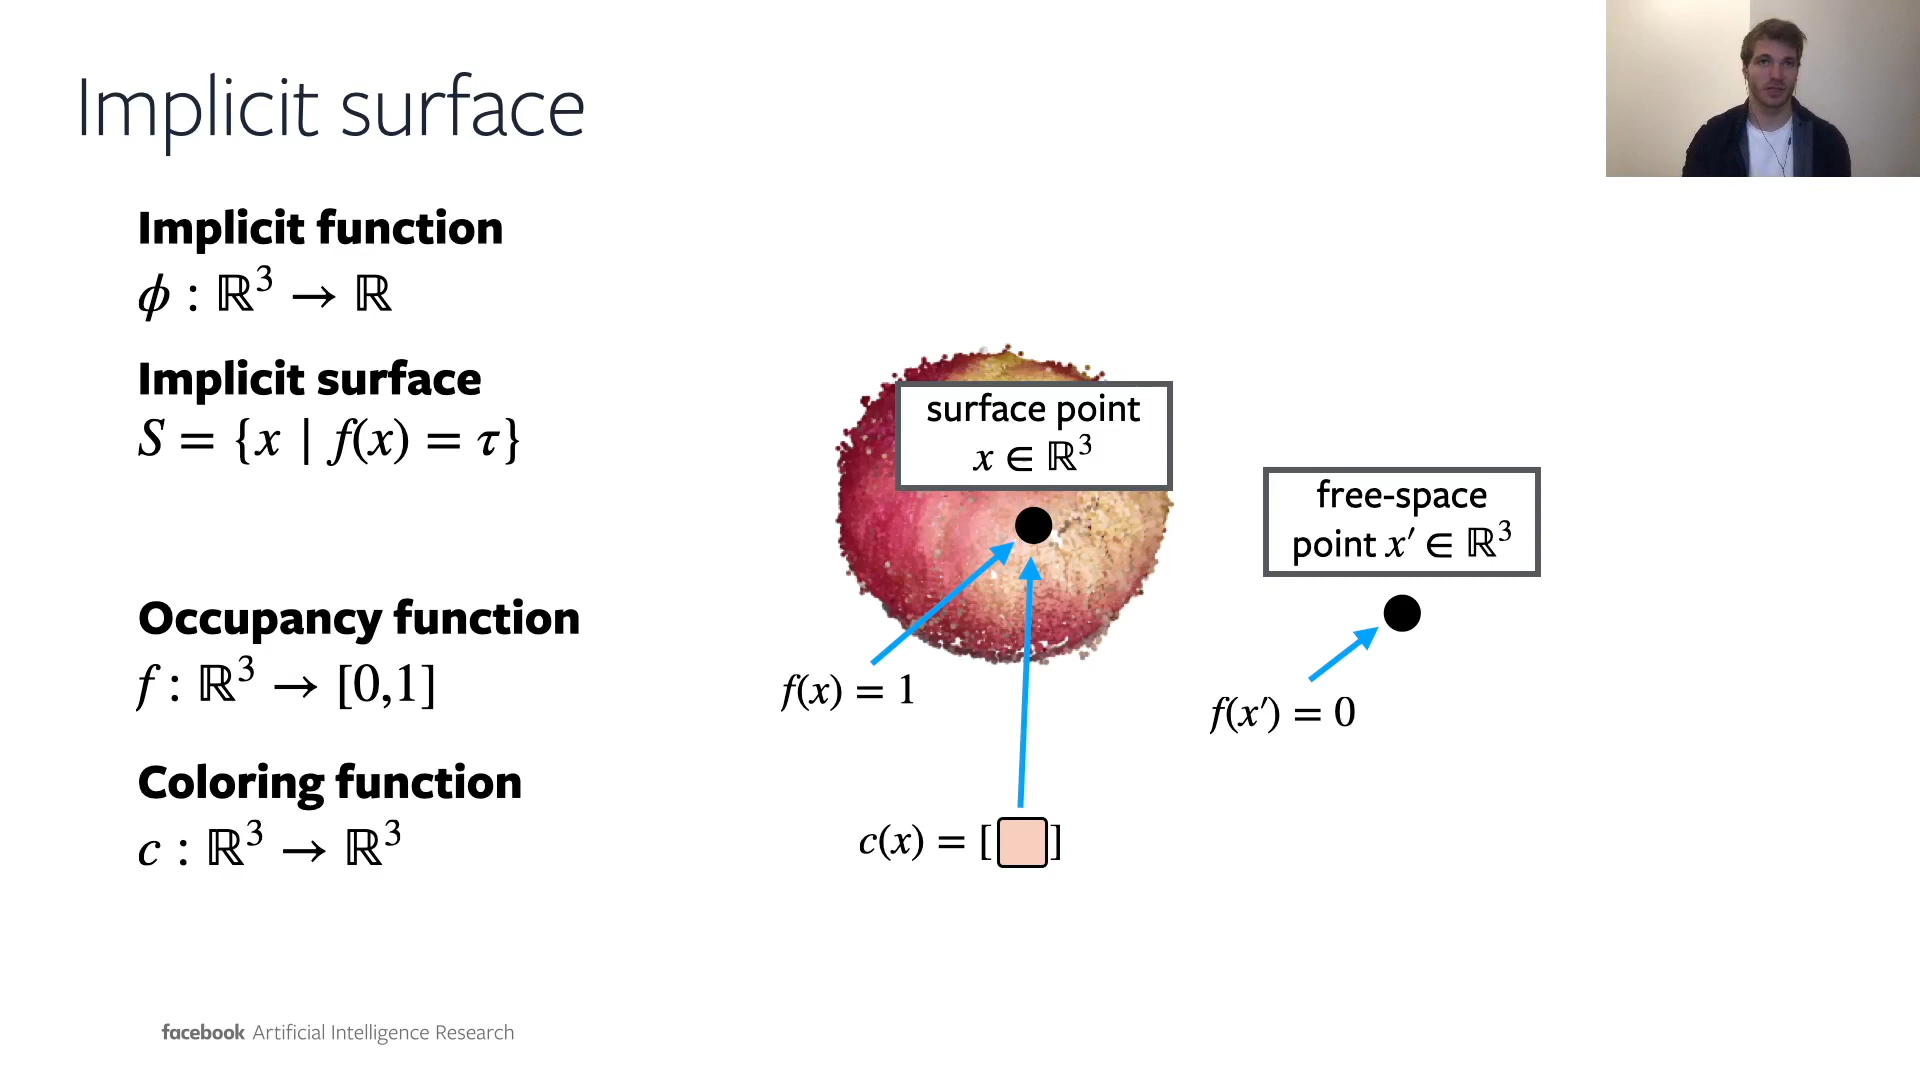 Implicit surface
Implicit function
ϕ : ℝ³ → ℝ
Implicit surface
S = {x | f(x) = τ}
Occupancy function
f : ℝ³ → [0,1]
Coloring function
c : ℝ³ → ℝ³
surface point
x ∈ ℝ³
free-space
point x′ ∈ ℝ³
f(x) = 1
f(x′) = 0
c(x) = [ ]
facebook Artificial Intelligence Research